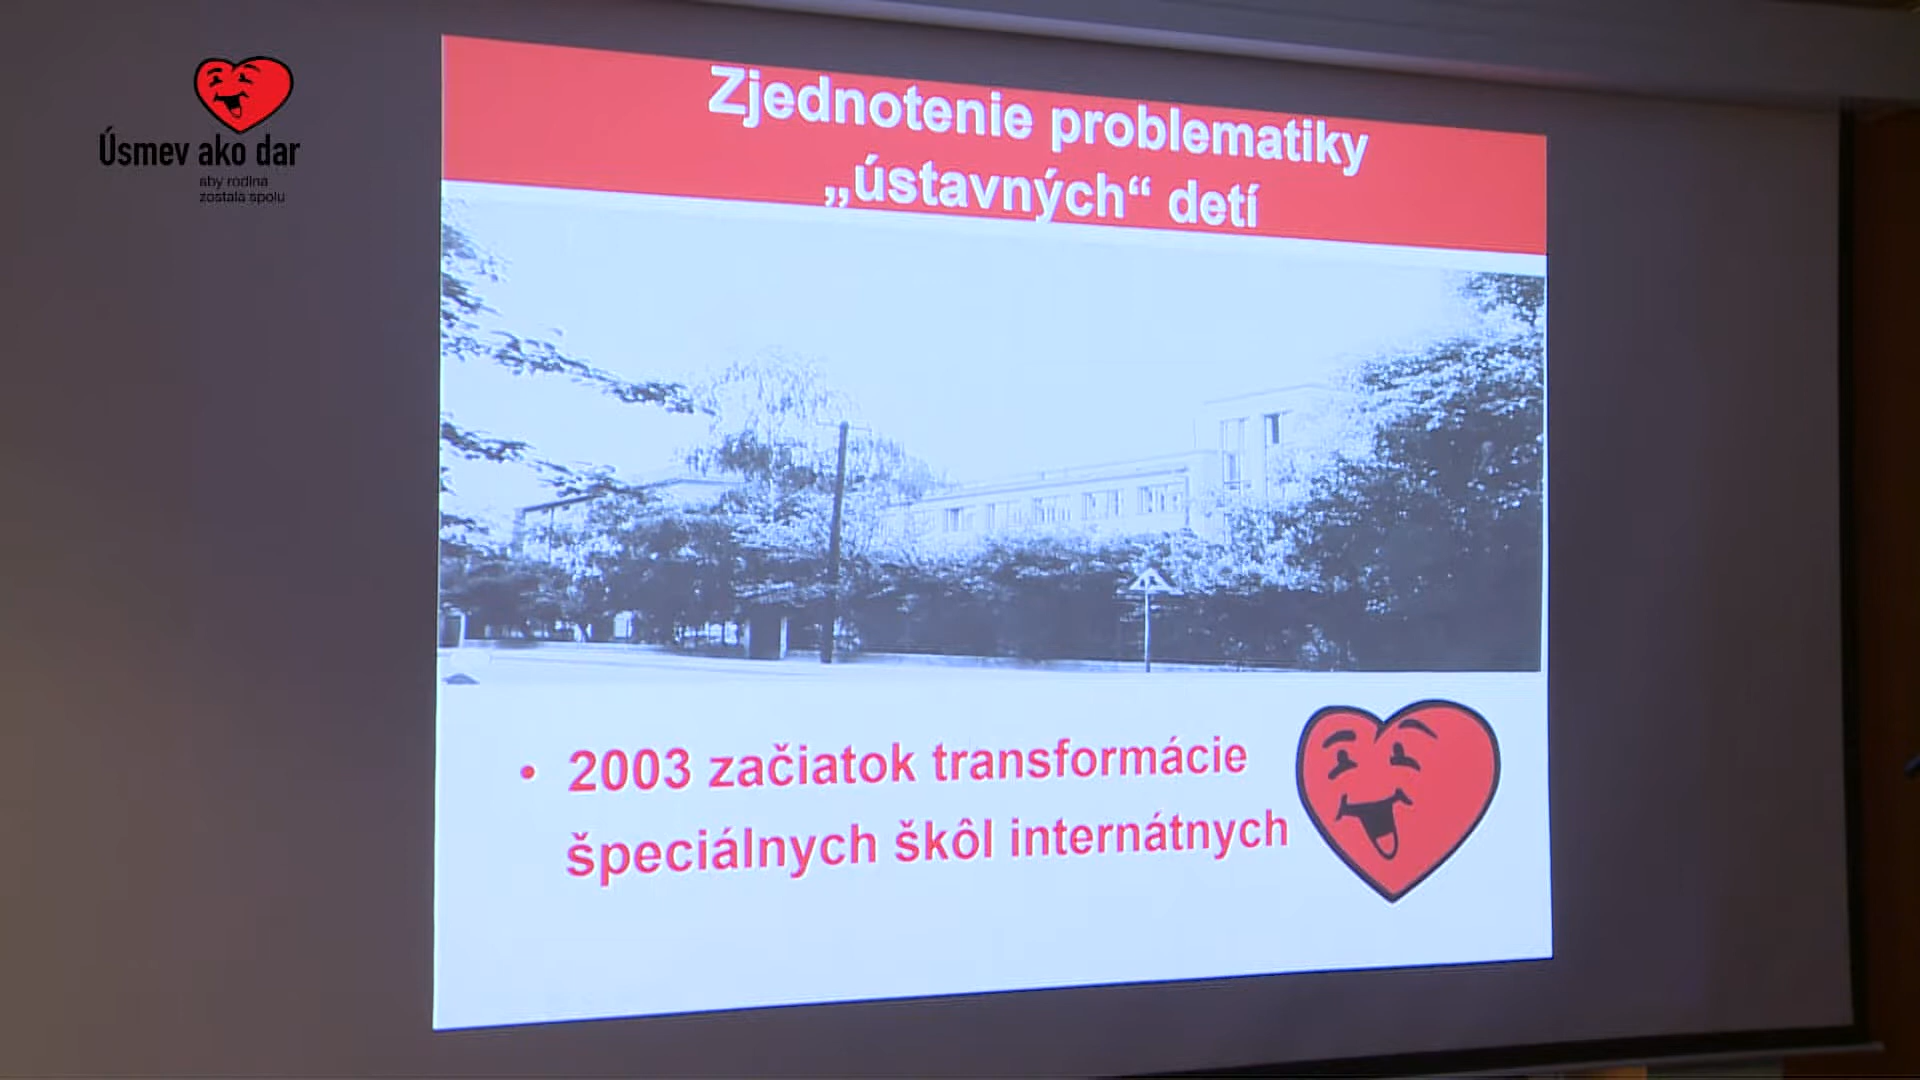 Úsmev ako dar
aby rodina
zostala spolu
Zjednotenie problematiky
„ústavných“ detí
• 2003 začiatok transformácie
špeciálnych škôl internátnych